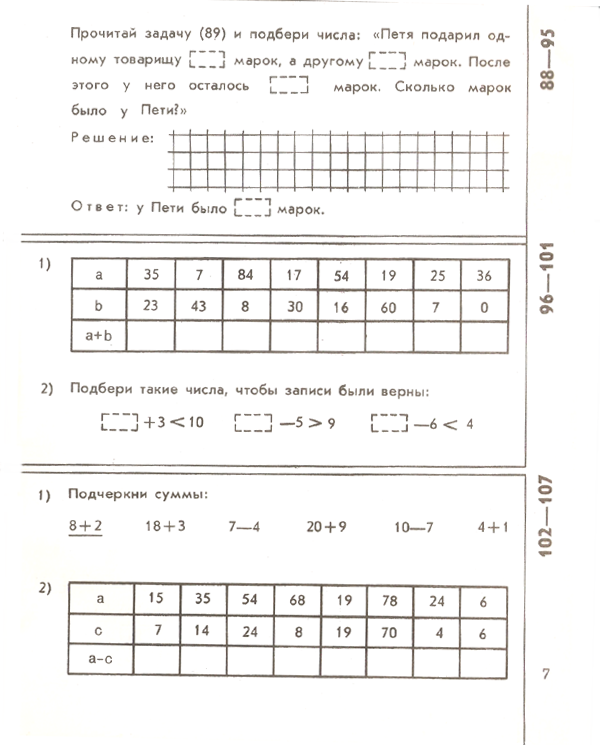 Прочитай задачу (89) и подбери числа: «Петя подарил од-
ному товарищу марок, а другому марок. После
этого у него осталось марок. Сколько марок
было у Пети?»
Решение:
Ответ: у Пети было марок.
88—95
1)
a 35 7 84 17 54 19 25 36
b 23 43 8 30 16 60 7 0
a+b
2) Подбери такие числа, чтобы записи были верны:
+3 < 10 —5 > 9 —6 < 4
96—101
1) Подчеркни суммы:
8+2 18+3 7—4 20+9 10—7 4+1
2)
a 15 35 54 68 19 78 24 6
c 7 14 24 8 19 70 4 6
a-c
102—107
7